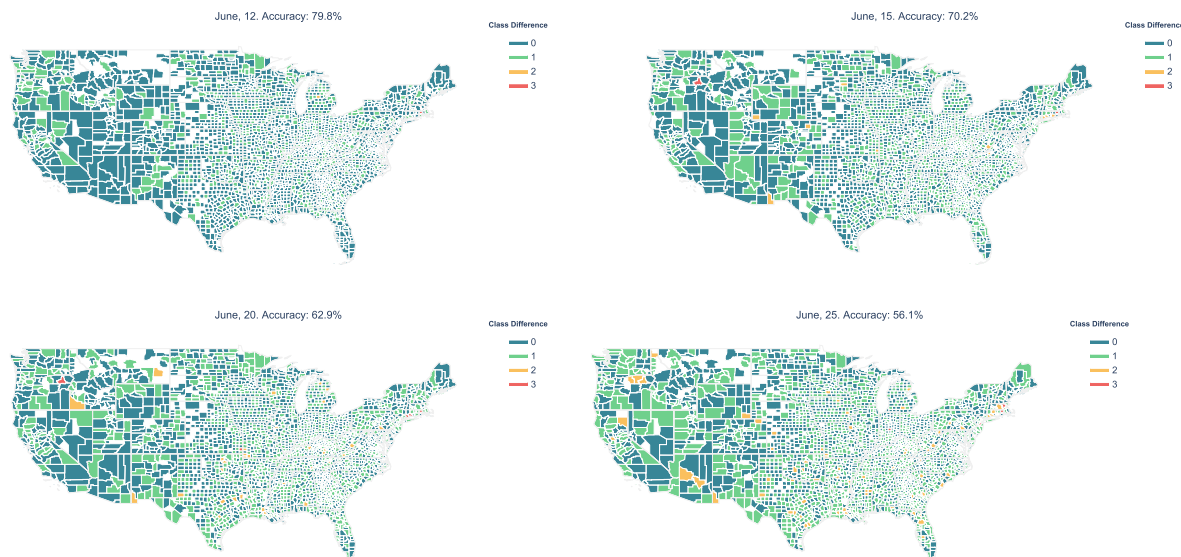 June, 12. Accuracy: 79.8%
Class Difference
0
1
2
3
June, 15. Accuracy: 70.2%
Class Difference
0
1
2
3
June, 20. Accuracy: 62.9%
Class Difference
0
1
2
3
June, 25. Accuracy: 56.1%
Class Difference
0
1
2
3